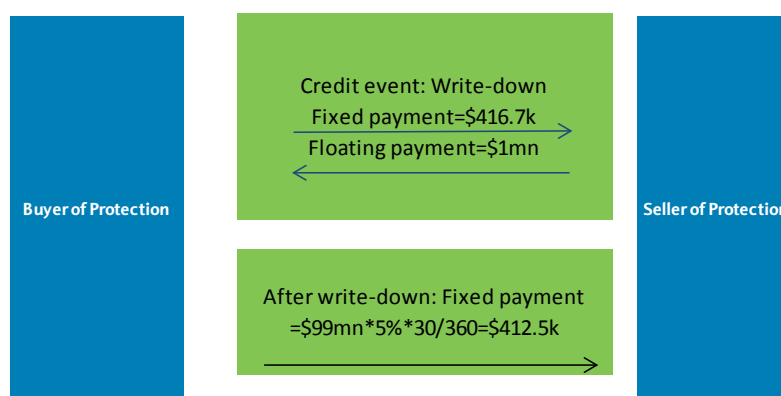 Credit event: Write-down
Fixed payment=$416.7k
Floating payment=$1mn
Buyer of Protection
Seller of Protection
After write-down: Fixed payment
=$99mn*5%*30/360=$412.5k